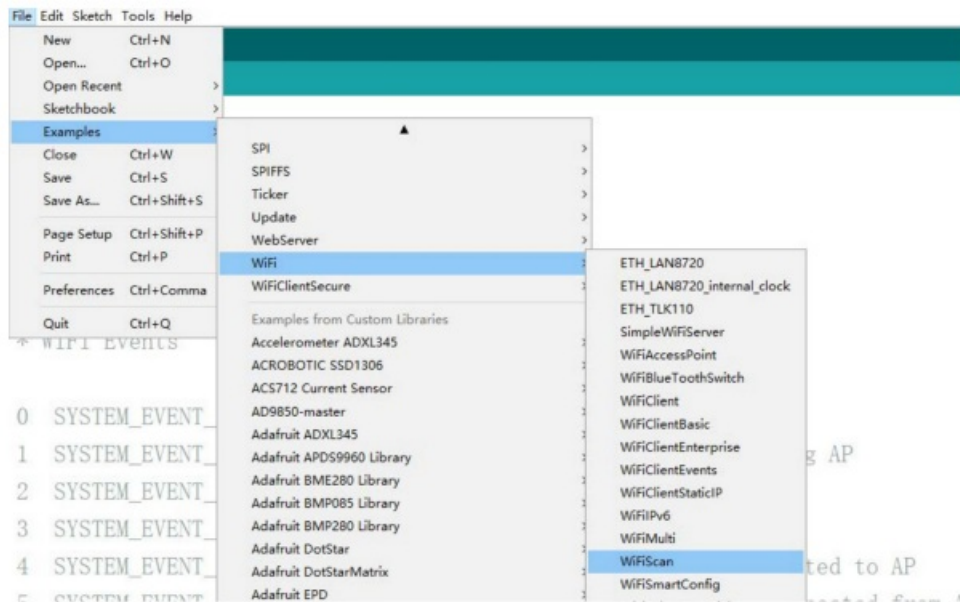 File Edit Sketch Tools Help
New Ctrl+N
Open... Ctrl+O
Open Recent
Sketchbook
Examples
Close Ctrl+W
Save Ctrl+S
Save As... Ctrl+Shift+S
Page Setup Ctrl+Shift+P
Print Ctrl+P
Preferences Ctrl+Comma
Quit Ctrl+Q
SPI
SPIFFS
Ticker
Update
WebServer
WiFi
WiFiClientSecure
Examples from Custom Libraries
Accelerometer ADXL345
ACROBOTIC SSD1306
ACS712 Current Sensor
AD9850-master
Adafruit ADXL345
Adafruit APDS9960 Library
Adafruit BME280 Library
Adafruit BMP085 Library
Adafruit BMP280 Library
Adafruit DotStar
Adafruit DotStarMatrix
Adafruit EPD
ETH_LAN8720
ETH_LAN8720_internal_clock
ETH_TLK110
SimpleWiFiServer
WiFiAccessPoint
WiFiBlueToothSwitch
WiFiClient
WiFiClientBasic
WiFiClientEnterprise
WiFiClientEvents
WiFiClientStaticIP
WiFiIPv6
WiFiMulti
WiFiScan
WiFiSmartConfig
* WiFi Events
0 SYSTEM_EVENT_
1 SYSTEM_EVENT_ g AP
2 SYSTEM_EVENT_
3 SYSTEM_EVENT_
4 SYSTEM_EVENT_ ted to AP
5 SYSTEM_EVENT from